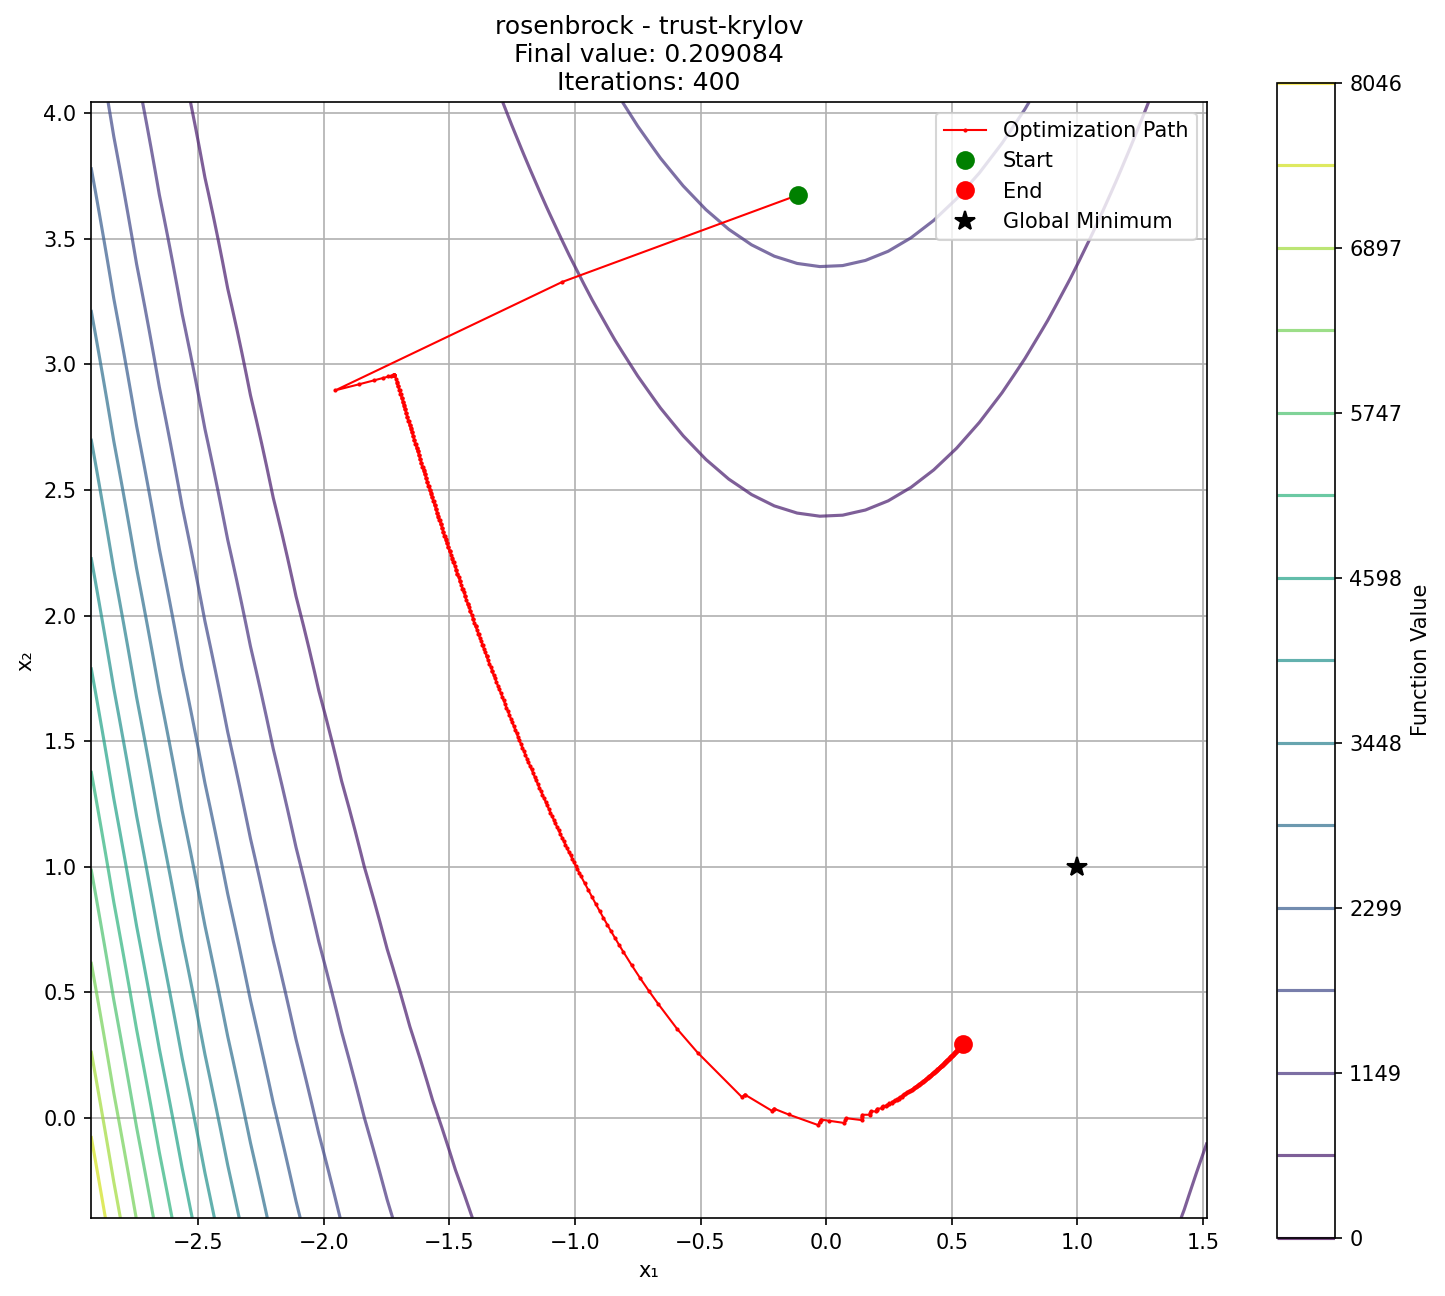 rosenbrock - trust-krylov
Final value: 0.209084
Iterations: 400
Optimization Path
Start
End
Global Minimum
4.0
3.5
3.0
2.5
2.0
1.5
1.0
0.5
0.0
x₂
−2.5
−2.0
−1.5
−1.0
−0.5
0.0
0.5
1.0
1.5
x₁
8046
6897
5747
4598
3448
2299
1149
0
Function Value